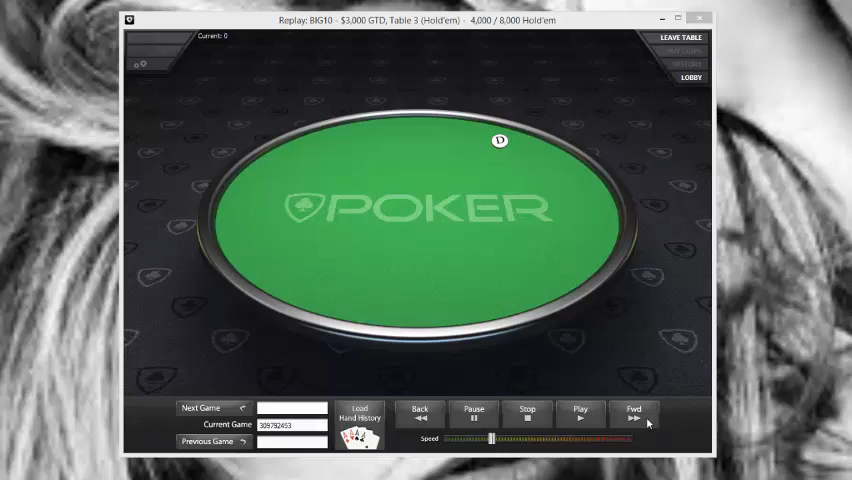 Replay: BIG10 - $3,000 GTD, Table 3 (Hold'em) - 4,000 / 8,000 Hold'em
Current: 0
LEAVE TABLE
HISTORY
LOBBY
D
POKER
Next Game
Load
Hand History
Back
Pause
Stop
Play
Fwd
Current Game
309792453
Previous Game
Speed